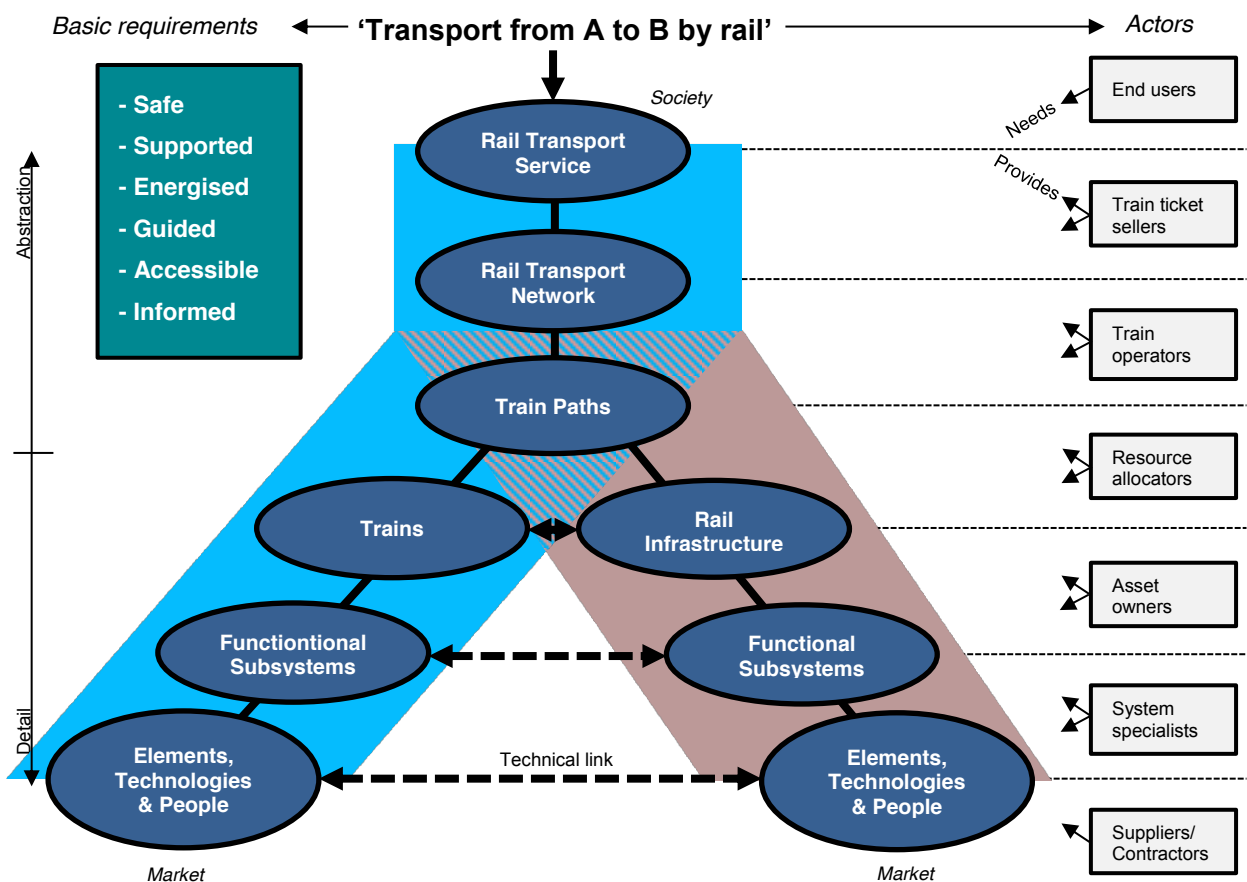 Basic requirements
‘Transport from A to B by rail’
Actors
- Safe
- Supported
- Energised
- Guided
- Accessible
- Informed
Abstraction
Detail
Society
Rail Transport
Service
Rail Transport
Network
Train Paths
Trains
Rail
Infrastructure
Functiontional
Subsystems
Functional
Subsystems
Elements,
Technologies
& People
Technical link
Elements,
Technologies
& People
Market
Market
Needs
Provides
End users
Train ticket
sellers
Train
operators
Resource
allocators
Asset
owners
System
specialists
Suppliers/
Contractors